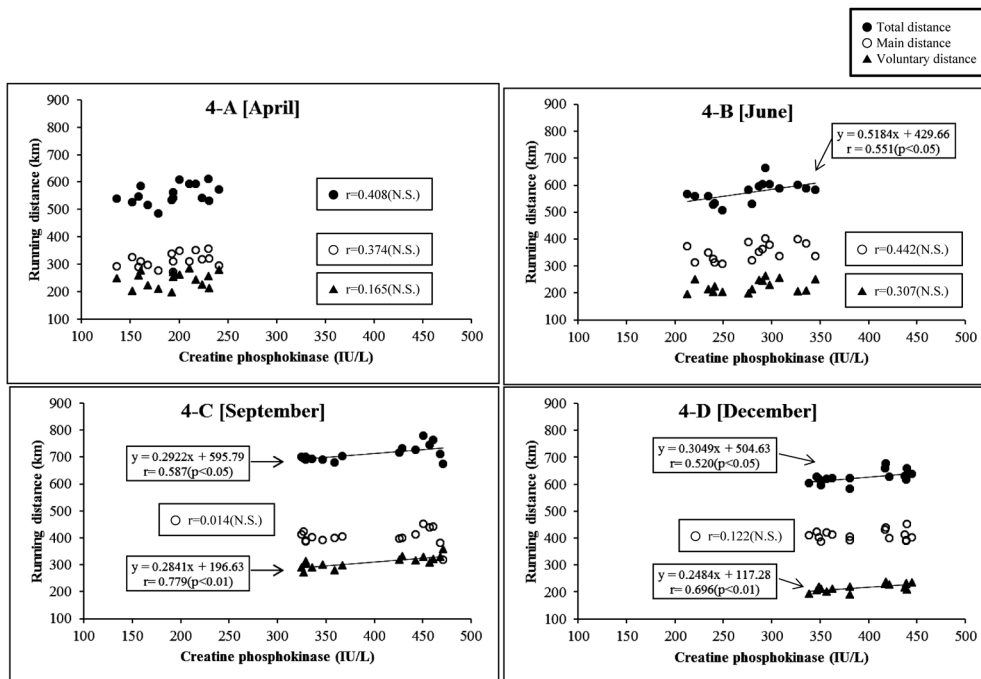 ● Total distance
○ Main distance
▲ Voluntary distance
4-A [April]
Running distance (km)
900
800
700
600
500
400
300
200
100
r=0.408(N.S.)
r=0.374(N.S.)
r=0.165(N.S.)
100 150 200 250 300 350 400 450 500
Creatine phosphokinase (IU/L)
4-B [June]
Running distance (km)
900
800
700
600
500
400
300
200
100
y = 0.5184x + 429.66
r = 0.551(p<0.05)
r=0.442(N.S.)
r=0.307(N.S.)
100 150 200 250 300 350 400 450 500
Creatine phosphokinase (IU/L)
4-C [September]
Running distance (km)
900
800
700
600
500
400
300
200
100
y = 0.2922x + 595.79
r= 0.587(p<0.05)
r=0.014(N.S.)
y = 0.2841x + 196.63
r= 0.779(p<0.01)
100 150 200 250 300 350 400 450 500
Creatine phosphokinase (IU/L)
4-D [December]
Running distance (km)
900
800
700
600
500
400
300
200
100
y = 0.3049x + 504.63
r= 0.520(p<0.05)
r=0.122(N.S.)
y = 0.2484x + 117.28
r= 0.696(p<0.01)
100 150 200 250 300 350 400 450 500
Creatine phosphokinase (IU/L)